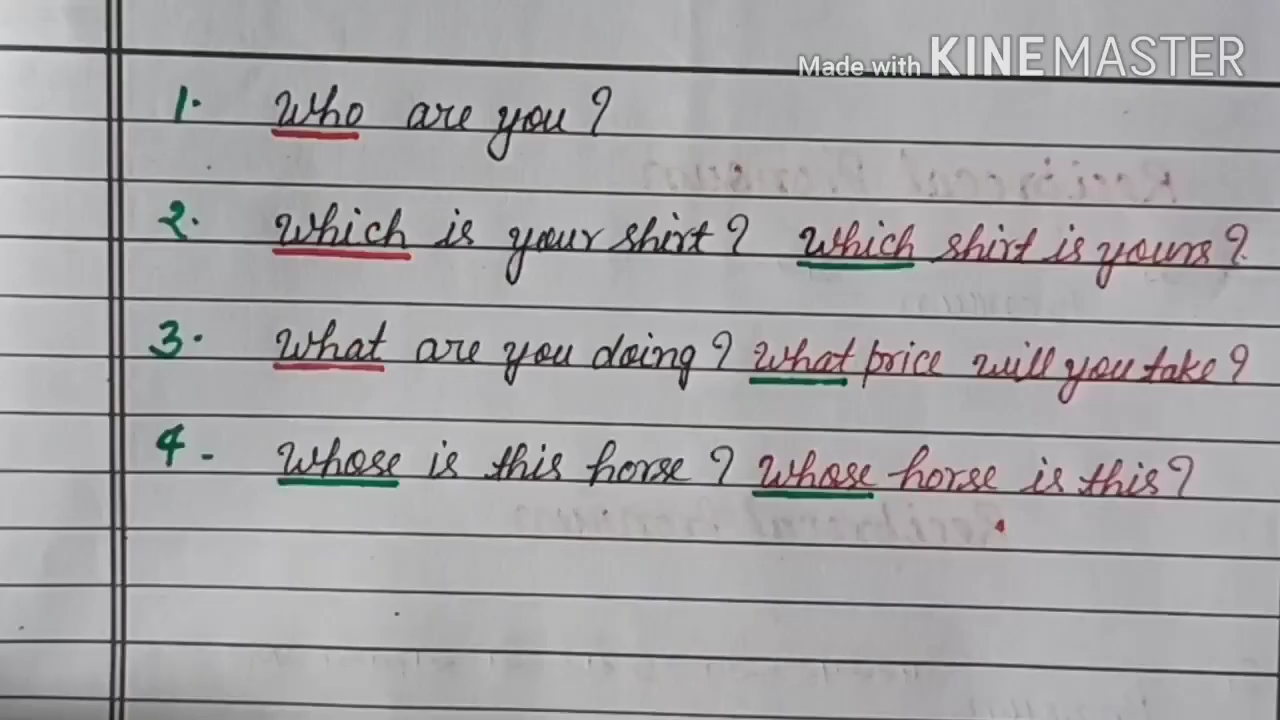 Made with KINEMASTER
1. Who are you?
2. Which is your shirt? Which shirt is yours?
3. What are you doing? What price will you take?
4- Whose is this horse? Whose horse is this?